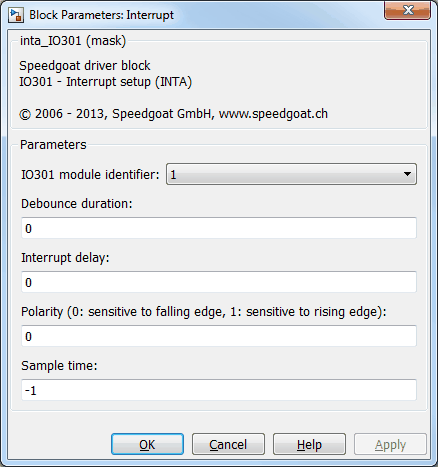 Block Parameters: Interrupt
inta_IO301 (mask)
Speedgoat driver block
IO301 - Interrupt setup (INTA)
© 2006 - 2013, Speedgoat GmbH, www.speedgoat.ch
Parameters
IO301 module identifier: 1
Debounce duration:
0
Interrupt delay:
0
Polarity (0: sensitive to falling edge, 1: sensitive to rising edge):
0
Sample time:
-1
OK Cancel Help Apply